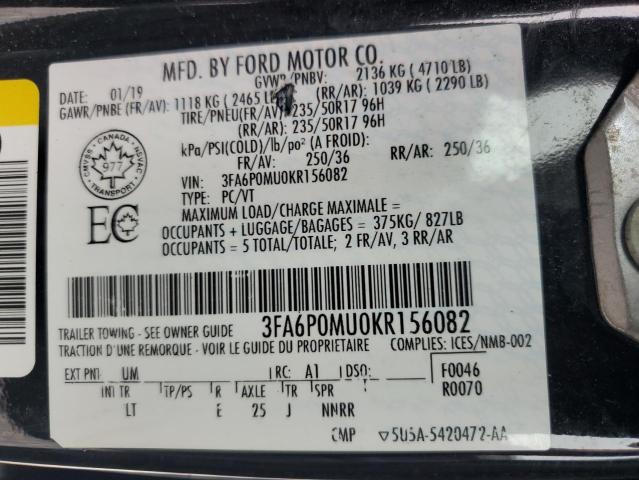 MFD. BY FORD MOTOR CO.
DATE: 01/19 GVWR/PNBV: 2136 KG ( 4710 LB)
GAWR/PNBE (FR/AV): 1118 KG ( 2465 LB) (RR/AR): 1039 KG ( 2290 LB)
TIRE/PNEU(FR/AV): 235/50R17 96H
(RR/AR): 235/50R17 96H
kPa/PSI(COLD)/lb/po² (A FROID):
FR/AV: 250/36 RR/AR: 250/36
VIN: 3FA6P0MU0KR156082
TYPE: PC/VT
MAXIMUM LOAD/CHARGE MAXIMALE =
OCCUPANTS + LUGGAGE/BAGAGES = 375KG/ 827LB
OCCUPANTS = 5 TOTAL/TOTALE; 2 FR/AV, 3 RR/AR
CANADA
CMVSS
NSVAC
977
T
EC
3FA6P0MU0KR156082
TRAILER TOWING - SEE OWNER GUIDE
TRACTION D'UNE REMORQUE - VOIR LE GUIDE DU PROPRIETAIRE
COMPLIES: ICES/NMB-002
EXT PNT: UM RC: A1 DSO: F0046
INT TR TP/PS R AXLE TR SPR R0070
LT E 25 J NNRR
CMP ▽5U5A-5420472-AA